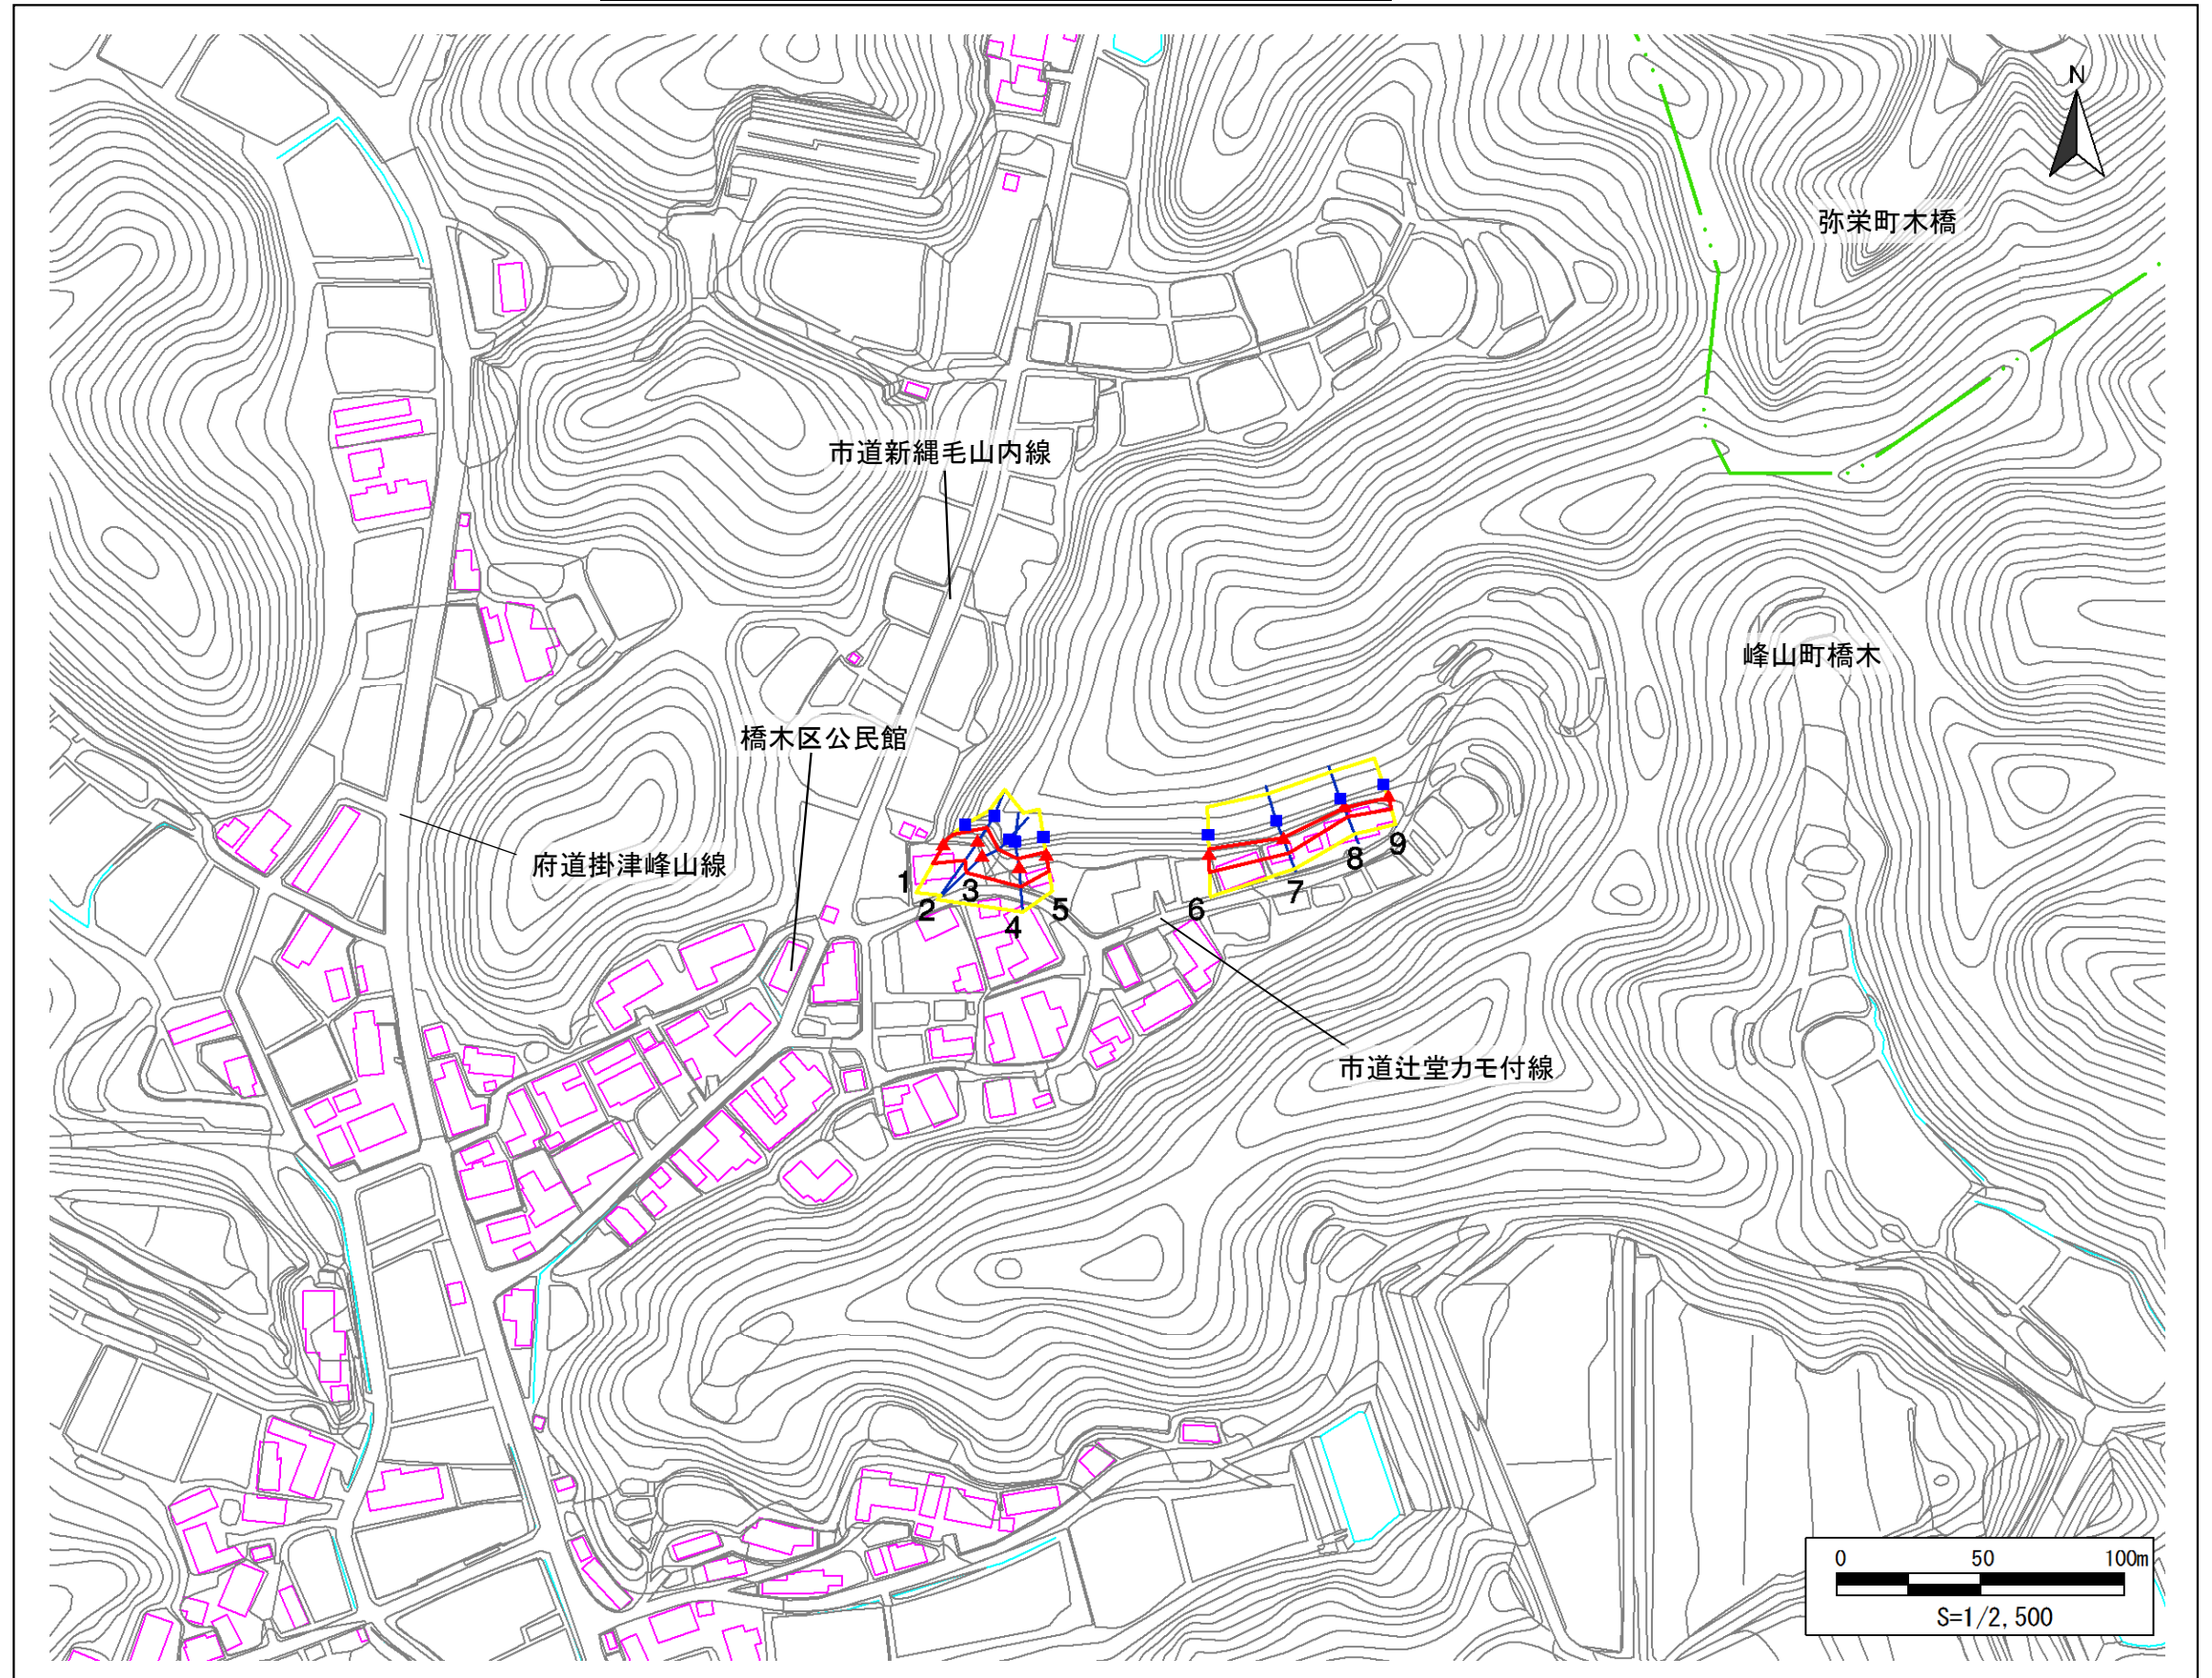 N
弥栄町木橋
市道新縄毛山内線
峰山町橋木
橋木区公民館
府道掛津峰山線
1
2
3
4
5
6
7
8
9
市道辻堂カモ付線
0 50 100m
S=1/2,500